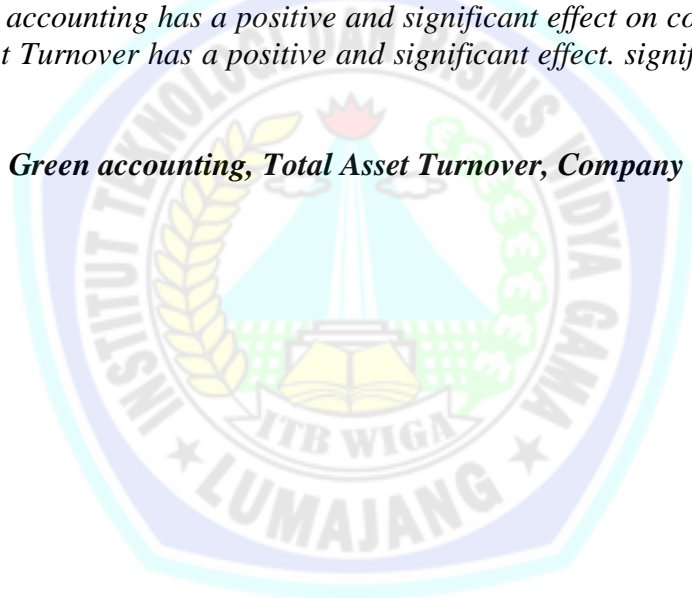 accounting has a positive and significant effect on co
t Turnover has a positive and significant effect. signif
Green accounting, Total Asset Turnover, Company
INSTITUT TEKNOLOGI DAN BISNIS WIDYA GAMA
ITB WIGA
LUMAJANG